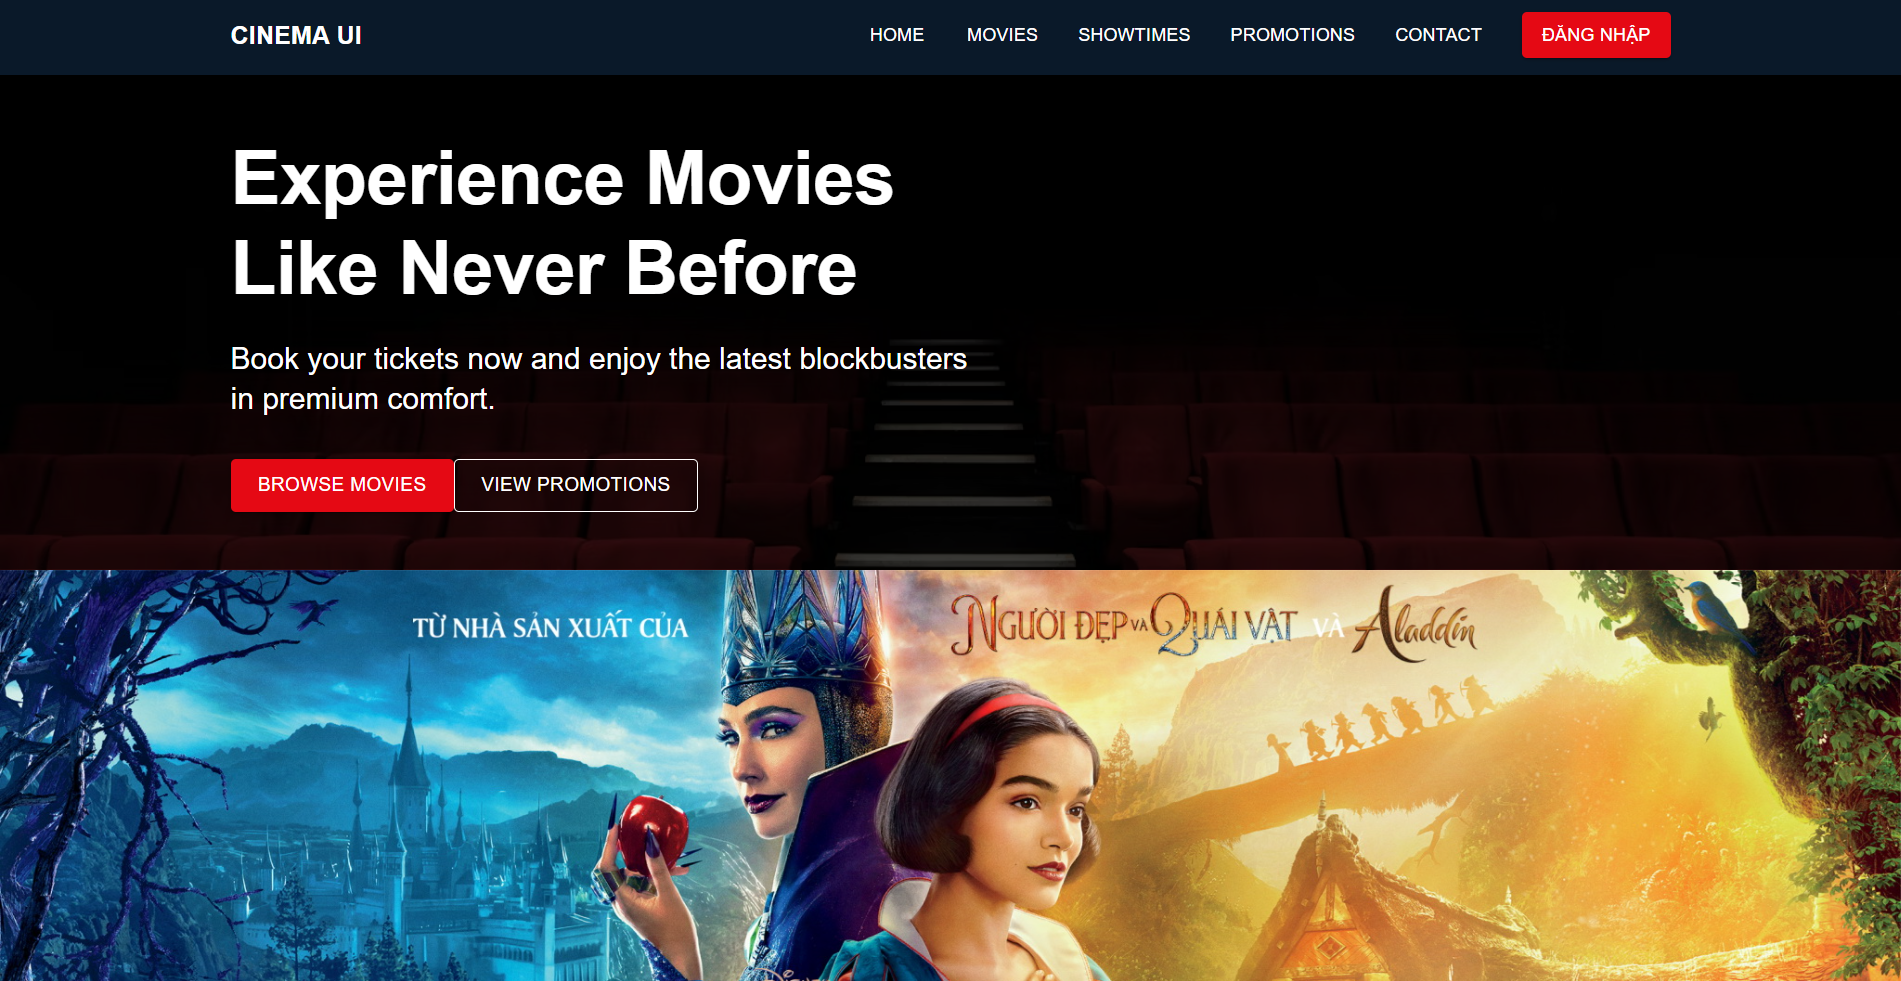 CINEMA UI
HOME MOVIES SHOWTIMES PROMOTIONS CONTACT ĐĂNG NHẬP
Experience Movies
Like Never Before
Book your tickets now and enjoy the latest blockbusters
in premium comfort.
BROWSE MOVIES VIEW PROMOTIONS
TỪ NHÀ SẢN XUẤT CỦA NGƯỜI ĐẸP VÀ QUÁI VẬT VÀ Aladdin